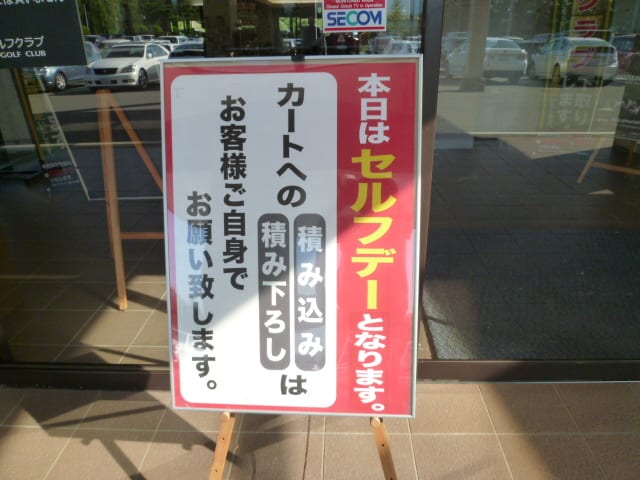 本日はセルフデーとなります。
カートへの
積み込み
積み下ろし
は
お客様ご自身で
お願い致します。
SECOM
ルフクラブ
GOLF CLUB